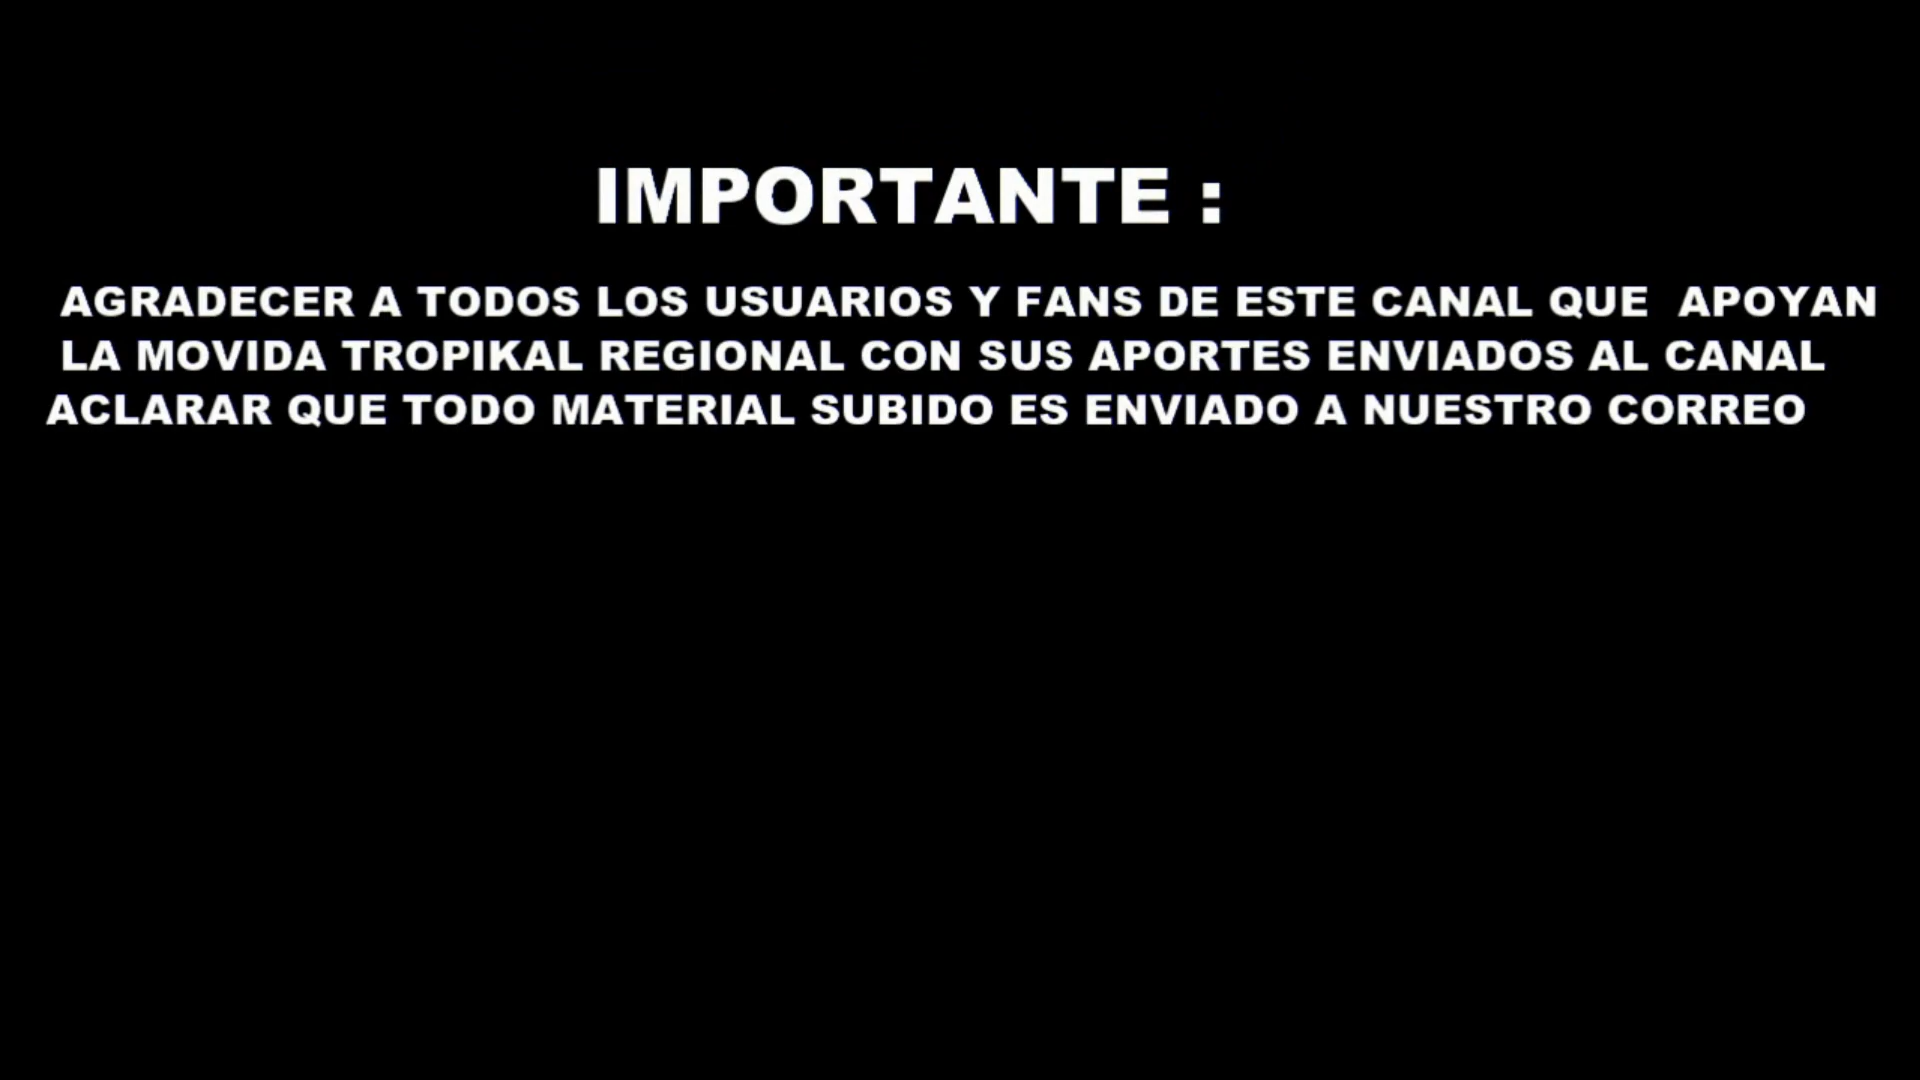 IMPORTANTE :
AGRADECER A TODOS LOS USUARIOS Y FANS DE ESTE CANAL QUE  APOYAN
LA MOVIDA TROPIKAL REGIONAL CON SUS APORTES ENVIADOS AL CANAL
ACLARAR QUE TODO MATERIAL SUBIDO ES ENVIADO A NUESTRO CORREO